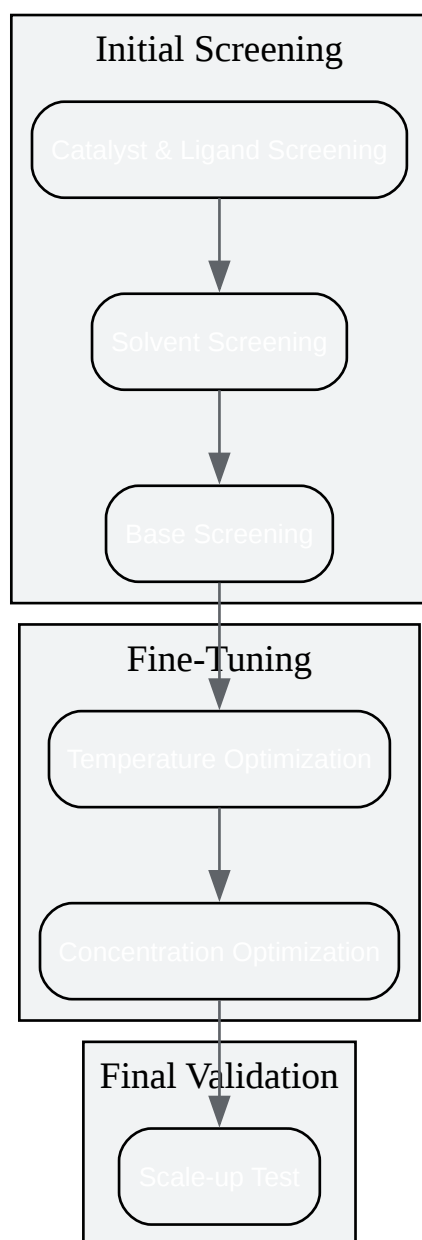 Initial Screening
Catalyst & Ligand Screening
Solvent Screening
Base Screening
Fine-Tuning
Temperature Optimization
Concentration Optimization
Final Validation
Scale-up Test